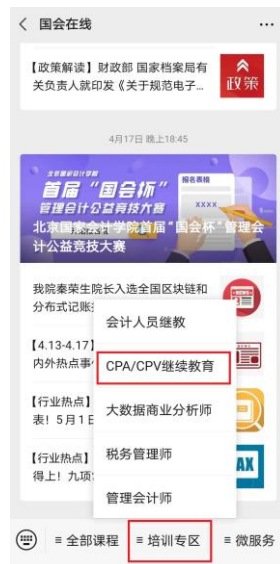 国会在线
【政策解读】财政部 国家档案局有
关负责人就印发《关于规范电子...
政策
4月17日 晚上18:45
北京国家会计学院
首届“国会杯”
管理会计公益竞技大赛
报名表格
XXXX
北京国家会计学院首届“国会杯”管理会
计公益竞技大赛
我院秦荣生院长入选全国区块链和
分布式记账
【4.13-4.17】
内外热点事
【行业热点】
表！5月1日
【行业热点】
得上！九项
AX
会计人员继教
CPA/CPV继续教育
大数据商业分析师
税务管理师
管理会计师
全部课程
培训专区
微服务